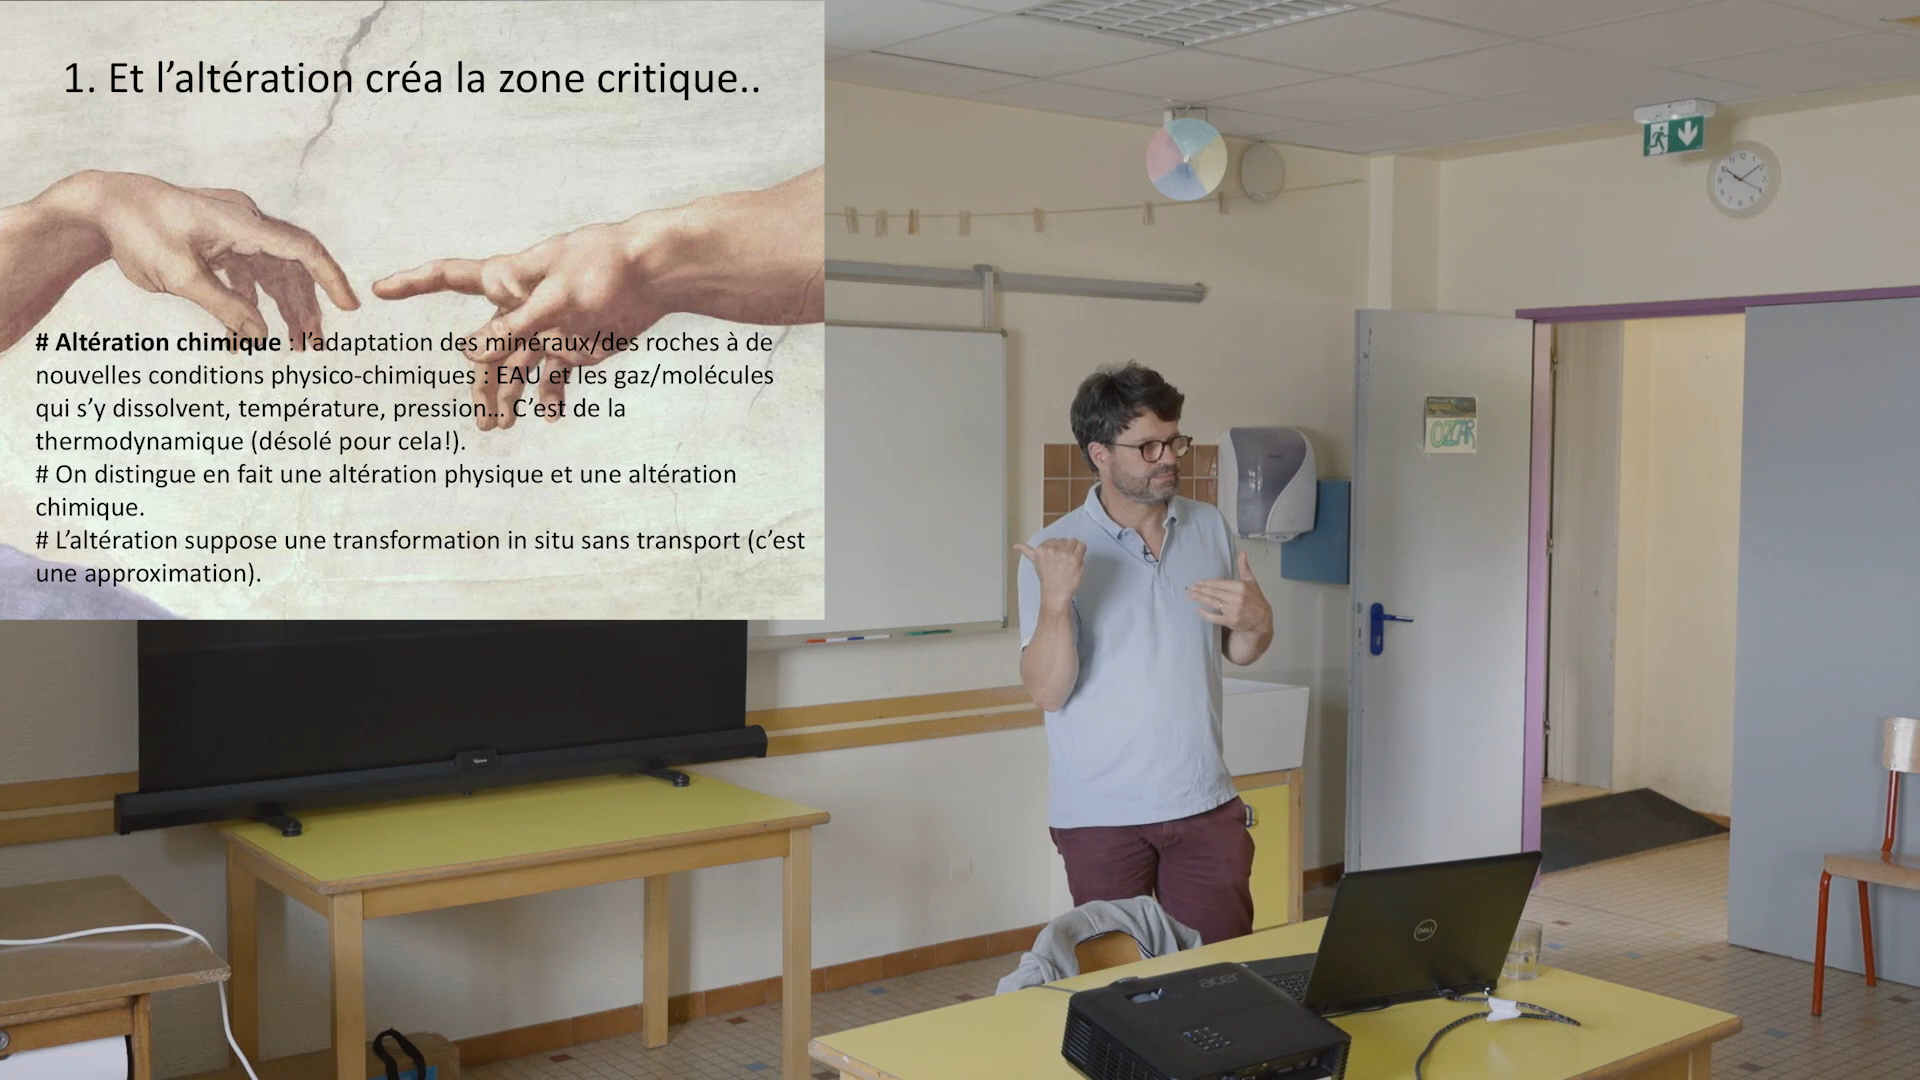 1. Et l’altération créa la zone critique..
# Altération chimique : l’adaptation des minéraux/des roches à de
nouvelles conditions physico-chimiques : EAU et les gaz/molécules
qui s’y dissolvent, température, pression... C’est de la
thermodynamique (désolé pour cela!).
# On distingue en fait une altération physique et une altération
chimique.
# L’altération suppose une transformation in situ sans transport (c’est
une approximation).
OZCAR
DELL
acer